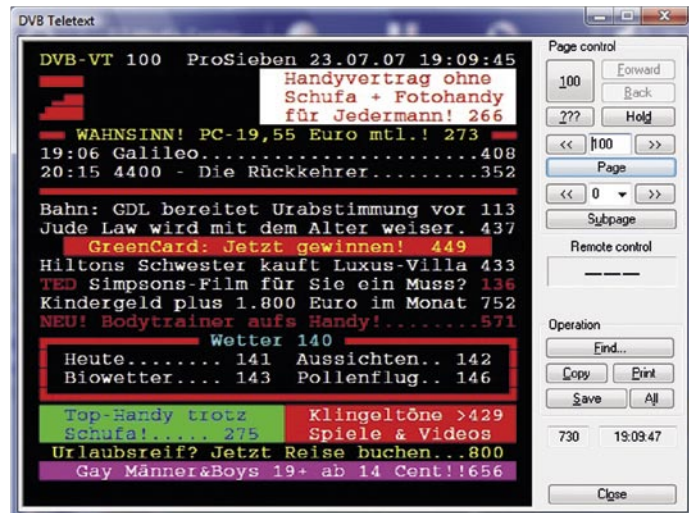 DVB Teletext
DVB-VT 100 ProSieben 23.07.07 19:09:45
Handyvertrag ohne
Schufa + Fotohandy
für Jedermann! 266
WAHNSINN! PC-19,55 Euro mtl.! 273
19:06 Galileo..........................408
20:15 4400 - Die Rückkehrer.........352
Bahn: GDL bereitet Urabstimmung vor 113
Jude Law wird mit dem Alter weiser. 437
GreenCard: Jetzt gewinnen! 449
Hiltons Schwester kauft Luxus-Villa 433
TED Simpsons-Film für Sie ein Muss? 136
Kindergeld plus 1.800 Euro im Monat 752
NEU! Bodytrainer aufs Handy!........571
Wetter 140
Heute........ 141 Aussichten.. 142
Biowetter.... 143 Pollenflug.. 146
Top-Handy trotz Klingeltöne >429
Schufa!..... 275 Spiele & Videos
Urlaubsreif? Jetzt Reise buchen...800
Gay Männer&Boys 19+ ab 14 Cent!!656
Page control
100 Forward
Back
??? Hold
<< 100 >>
Page
<< 0 >>
Subpage
Remote control
---
Operation
Find...
Copy Print
Save All
730 19:09:47
Close